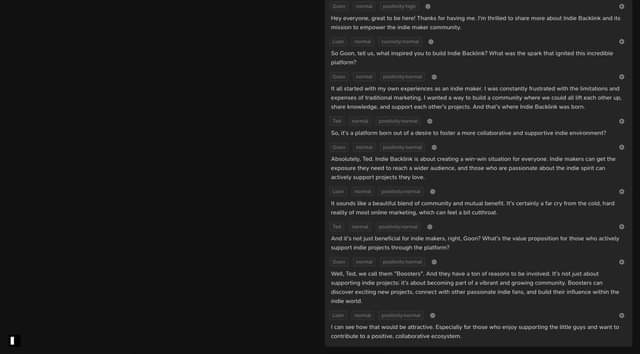 Goon normal positivity:high
Hey everyone, great to be here! Thanks for having me. I'm thrilled to share more about Indie Backlink and its
mission to empower the indie maker community.
Liam normal curiosity:normal
So Goon, tell us, what inspired you to build Indie Backlink? What was the spark that ignited this incredible
platform?
Goon normal positivity:normal
It all started with my own experiences as an indie maker. I was constantly frustrated with the limitations and
expenses of traditional marketing. I wanted a way to build a community where we could all lift each other up,
share knowledge, and support each other's projects. And that's where Indie Backlink was born.
Ted normal positivity:normal
So, it's a platform born out of a desire to foster a more collaborative and supportive indie environment?
Goon normal positivity:normal
Absolutely, Ted. Indie Backlink is about creating a win-win situation for everyone. Indie makers can get the
exposure they need to reach a wider audience, and those who are passionate about the indie spirit can
actively support projects they love.
Liam normal positivity:normal
It sounds like a beautiful blend of community and mutual benefit. It's certainly a far cry from the cold, hard
reality of most online marketing, which can feel a bit cutthroat.
Ted normal positivity:normal
And it's not just beneficial for indie makers, right, Goon? What's the value proposition for those who actively
support indie projects through the platform?
Goon normal positivity:normal
Well, Ted, we call them "Boosters". And they have a ton of reasons to be involved. It's not just about
supporting indie projects; it's about becoming part of a vibrant and growing community. Boosters can
discover exciting new projects, connect with other passionate indie fans, and build their influence within the
indie world.
Liam normal positivity:normal
I can see how that would be attractive. Especially for those who enjoy supporting the little guys and want to
contribute to a positive, collaborative ecosystem.